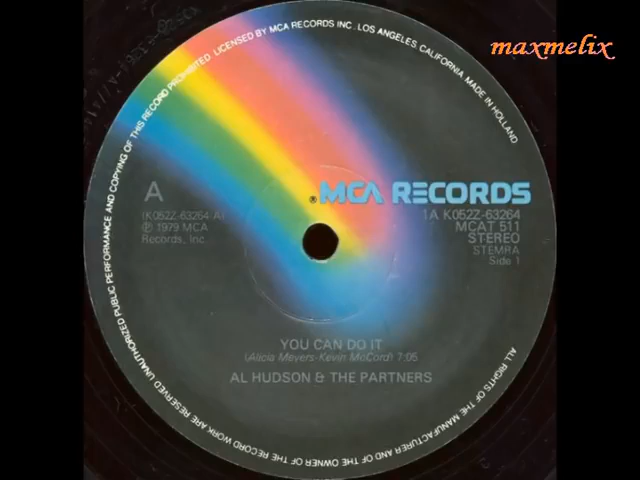 maxmelix
UNAUTHORIZED PUBLIC PERFORMANCE AND COPYING OF THIS RECORD PROHIBITED. LICENSED BY MCA RECORDS INC. LOS ANGELES, CALIFORNIA. MADE IN HOLLAND
A
® MCA RECORDS
(K052Z-63264 A)
1A K052Z-63264
℗ 1979 MCA
MCAT 511
Records, Inc.
STEREO
STEMRA
Side 1
YOU CAN DO IT
(Alicia Meyers-Kevin McCord) 7:05
AL HUDSON & THE PARTNERS
ALL RIGHTS OF THE MANUFACTURER AND OF THE OWNER OF THE RECORD WORK ARE RESERVED